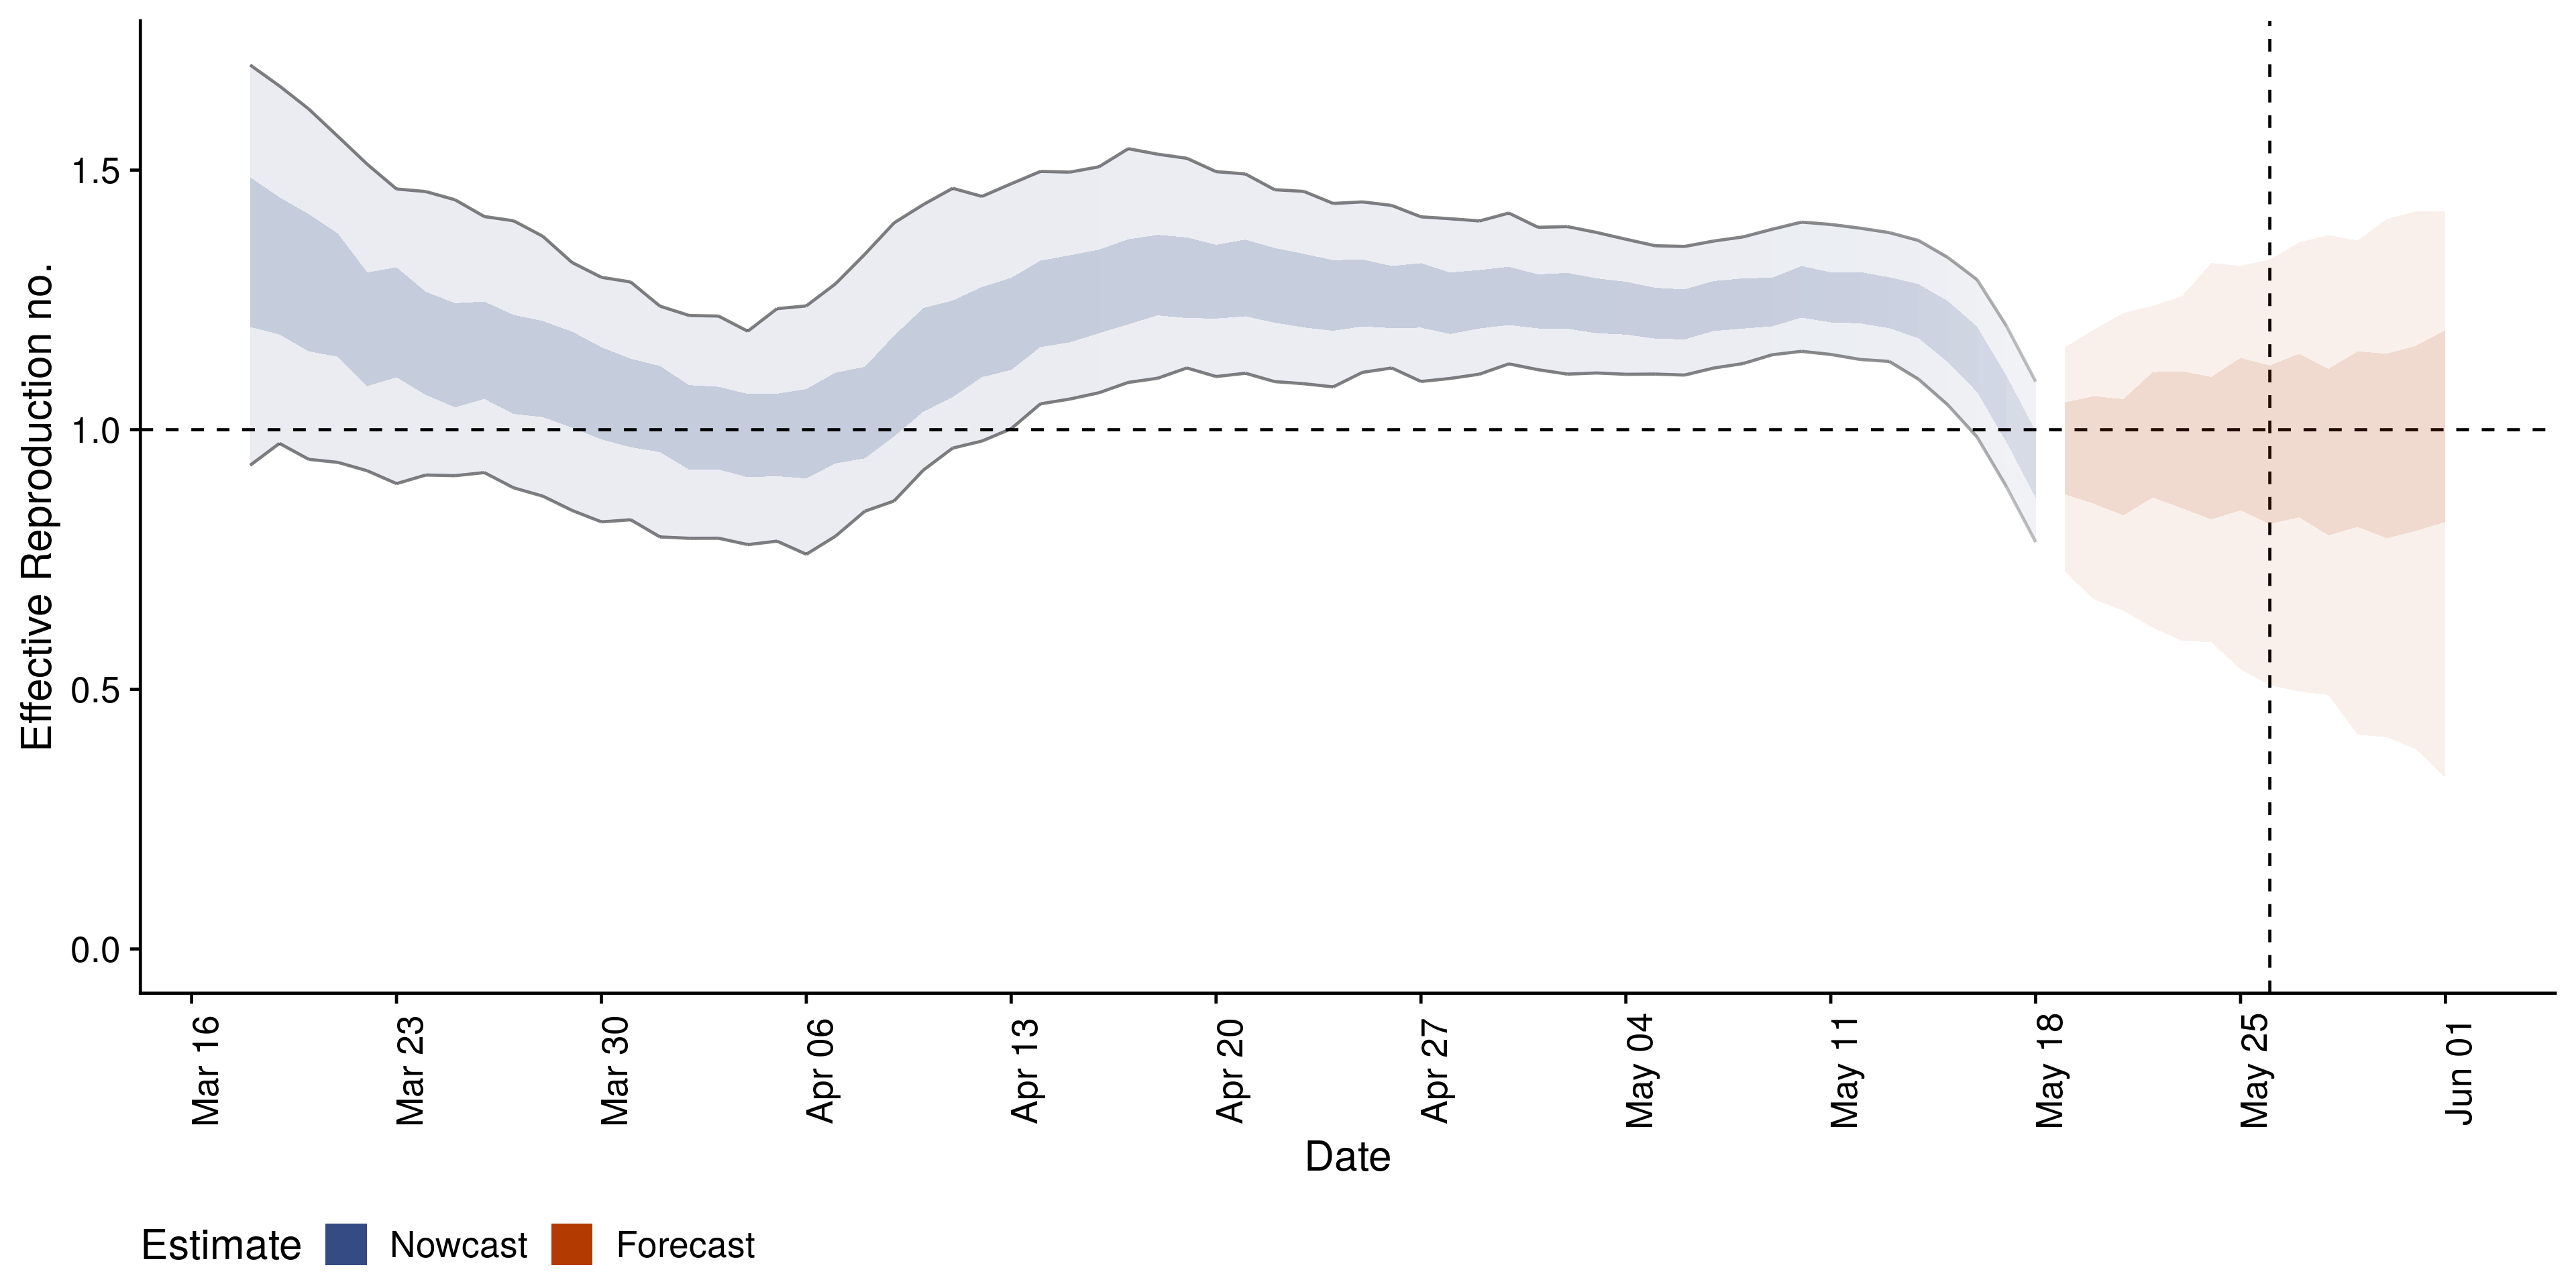 Effective Reproduction no.
1.5
1.0
0.5
0.0
Mar 16
Mar 23
Mar 30
Apr 06
Apr 13
Apr 20
Apr 27
May 04
May 11
May 18
May 25
Jun 01
Date
Estimate Nowcast Forecast